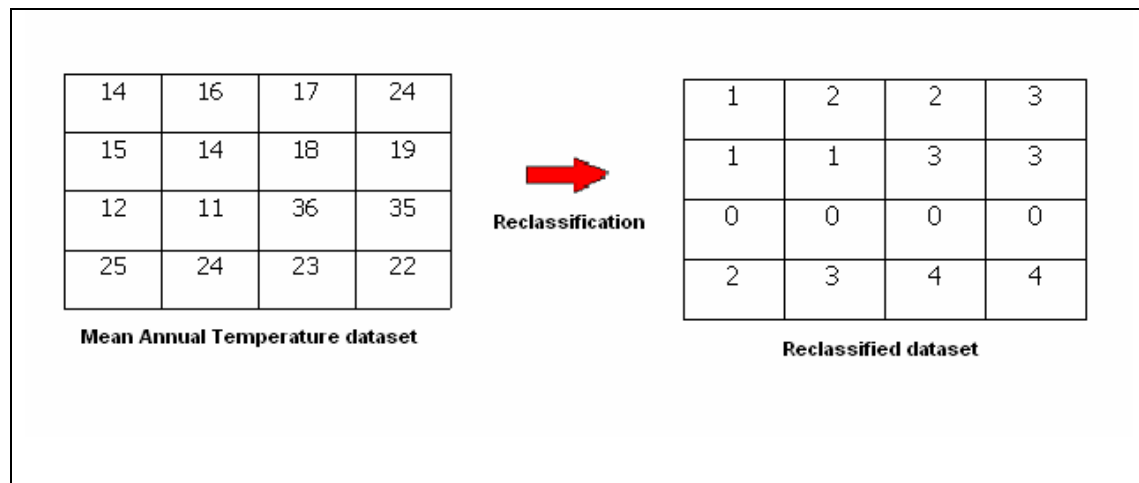 14 16 17 24
15 14 18 19
12 11 36 35
25 24 23 22
Mean Annual Temperature dataset
Reclassification
1 2 2 3
1 1 3 3
0 0 0 0
2 3 4 4
Reclassified dataset